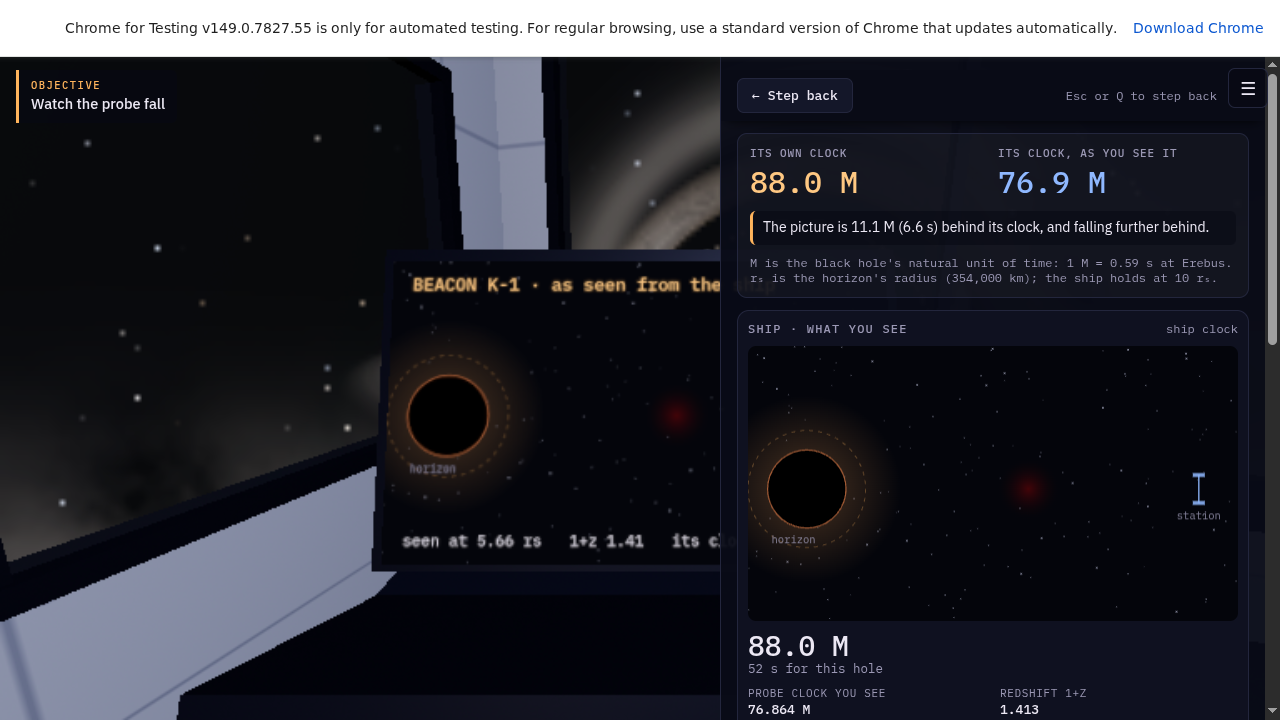 Chrome for Testing v149.0.7827.55 is only for automated testing. For regular browsing, use a standard version of Chrome that updates automatically. Download Chrome
OBJECTIVE
Watch the probe fall
BEACON K-1 · as seen from the ship
horizon
seen at 5.66 rs 1+z 1.41 its
← Step back
Esc or Q to step back
☰
ITS OWN CLOCK
88.0 M
ITS CLOCK, AS YOU SEE IT
76.9 M
The picture is 11.1 M (6.6 s) behind its clock, and falling further behind.
M is the black hole's natural unit of time: 1 M = 0.59 s at Erebus.
rₛ is the horizon's radius (354,000 km); the ship holds at 10 rₛ.
SHIP · WHAT YOU SEE
ship clock
horizon
station
88.0 M
52 s for this hole
PROBE CLOCK YOU SEE
76.864 M
REDSHIFT 1+Z
1.413